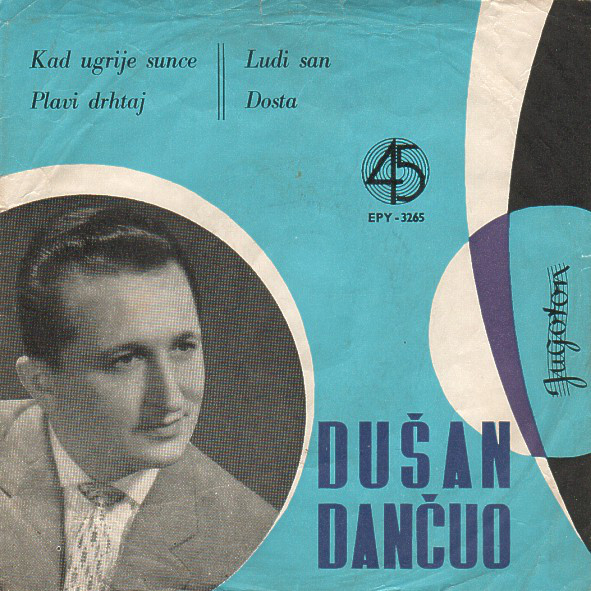 Kad ugrije sunce
Plavi drhtaj
Ludi san
Dosta
45
EPY - 3265
Jugoton
DUŠAN
DANČUO